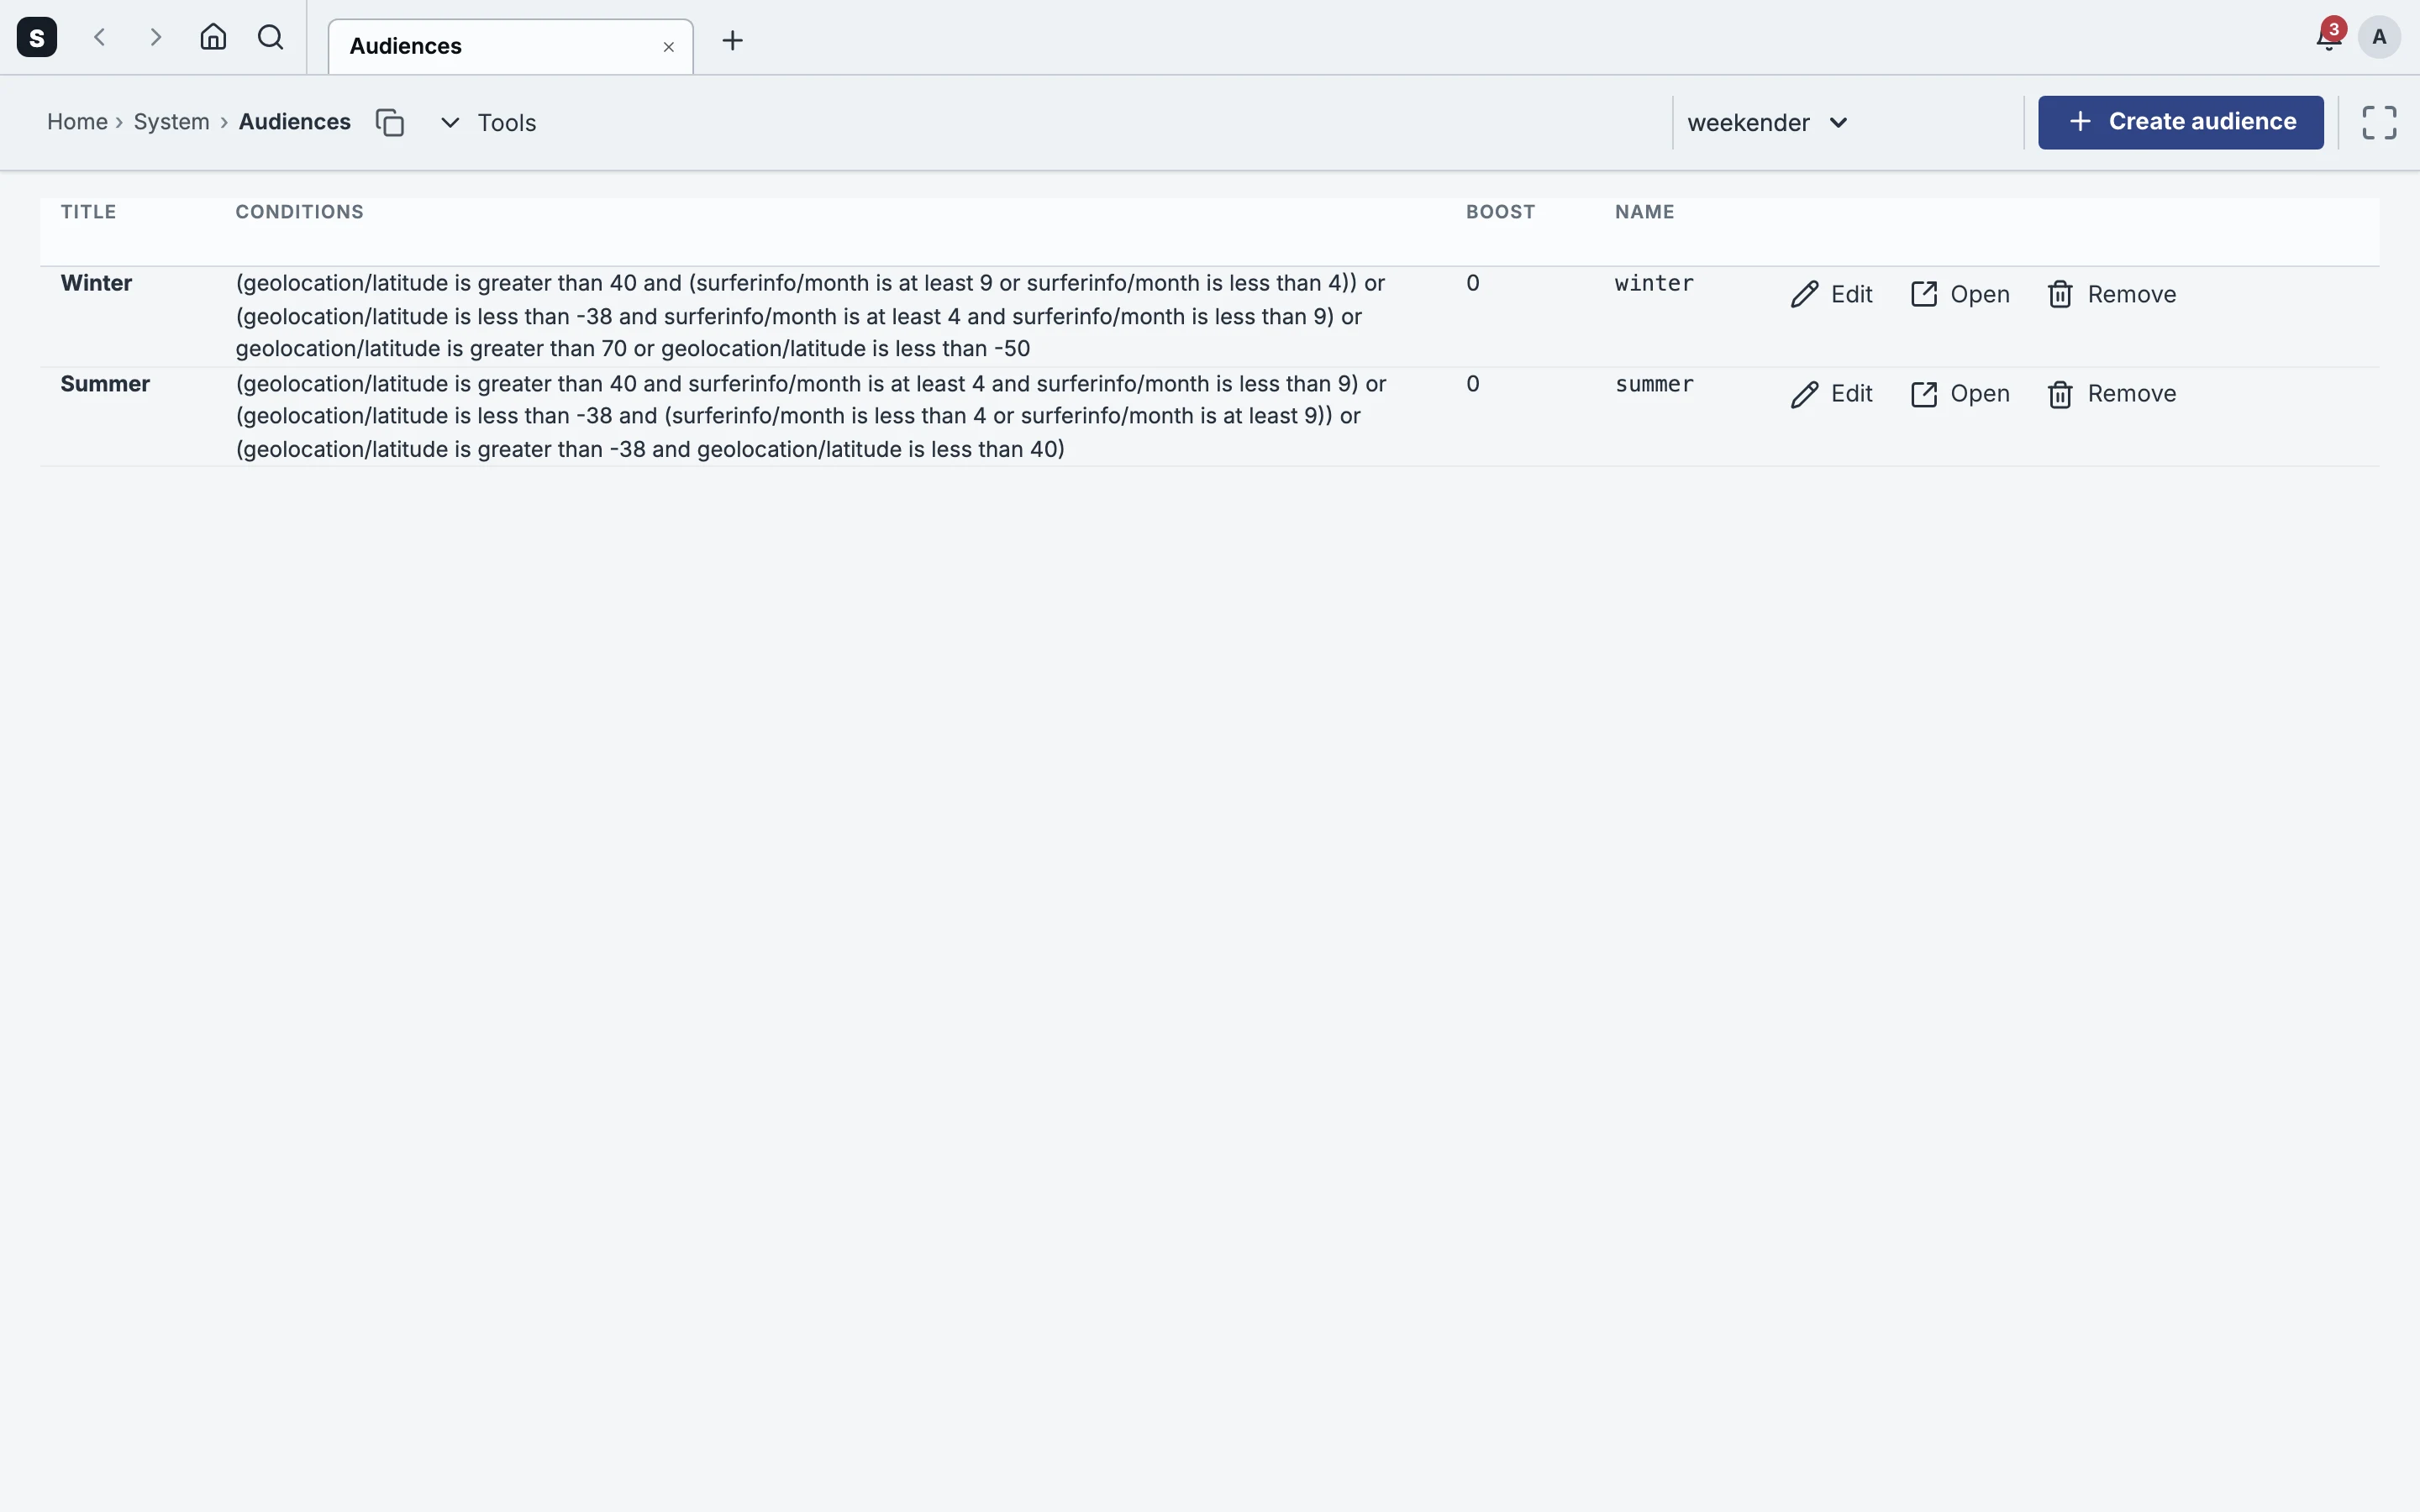 S
Audiences
3
A
Home › System › Audiences
Tools
weekender
Create audience
TITLE CONDITIONS BOOST NAME
Winter (geolocation/latitude is greater than 40 and (surferinfo/month is at least 9 or surferinfo/month is less than 4)) or 0 winter Edit Open Remove
(geolocation/latitude is less than -38 and surferinfo/month is at least 4 and surferinfo/month is less than 9) or
geolocation/latitude is greater than 70 or geolocation/latitude is less than -50
Summer (geolocation/latitude is greater than 40 and surferinfo/month is at least 4 and surferinfo/month is less than 9) or 0 summer Edit Open Remove
(geolocation/latitude is less than -38 and (surferinfo/month is less than 4 or surferinfo/month is at least 9)) or
(geolocation/latitude is greater than -38 and geolocation/latitude is less than 40)